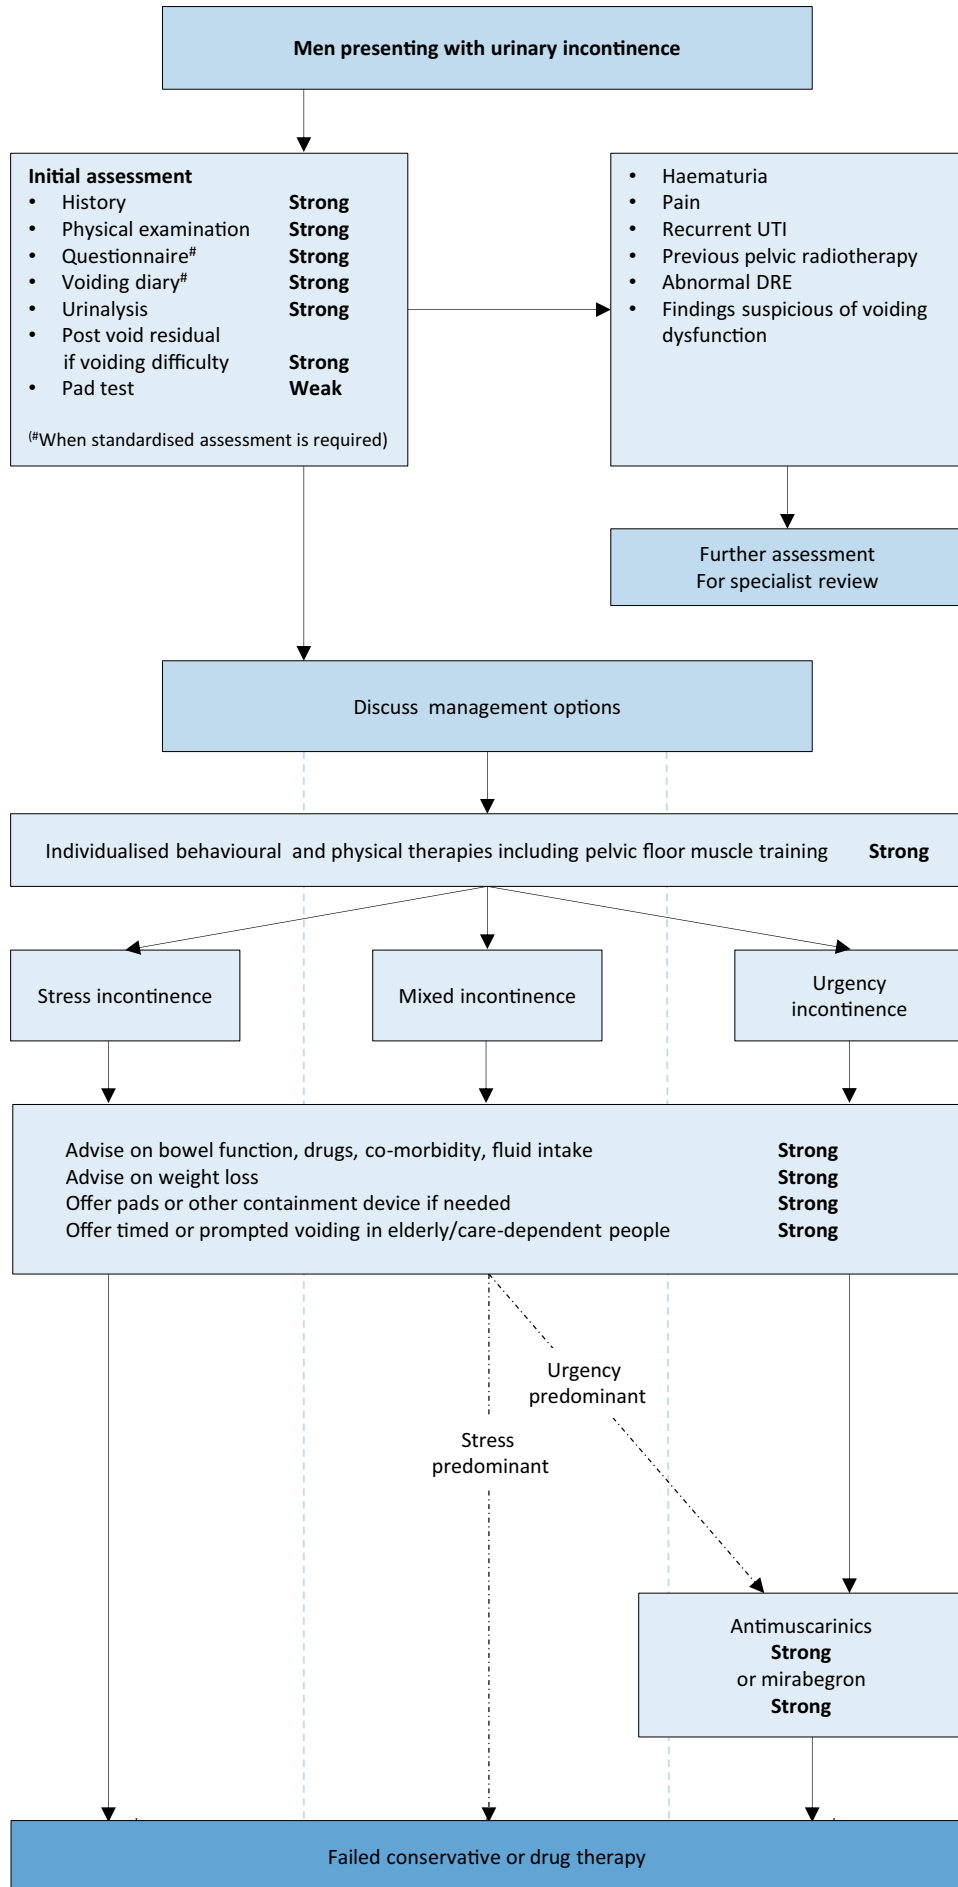 Men presenting with urinary incontinence
Initial assessment
• History Strong
• Physical examination Strong
• Questionnaire# Strong
• Voiding diary# Strong
• Urinalysis Strong
• Post void residual
if voiding difficulty Strong
• Pad test Weak
(#When standardised assessment is required)
• Haematuria
• Pain
• Recurrent UTI
• Previous pelvic radiotherapy
• Abnormal DRE
• Findings suspicious of voiding
dysfunction
Further assessment
For specialist review
Discuss management options
Individualised behavioural and physical therapies including pelvic floor muscle training Strong
Stress incontinence
Mixed incontinence
Urgency
incontinence
Advise on bowel function, drugs, co-morbidity, fluid intake Strong
Advise on weight loss Strong
Offer pads or other containment device if needed Strong
Offer timed or prompted voiding in elderly/care-dependent people Strong
Urgency
predominant
Stress
predominant
Antimuscarinics
Strong
or mirabegron
Strong
Failed conservative or drug therapy